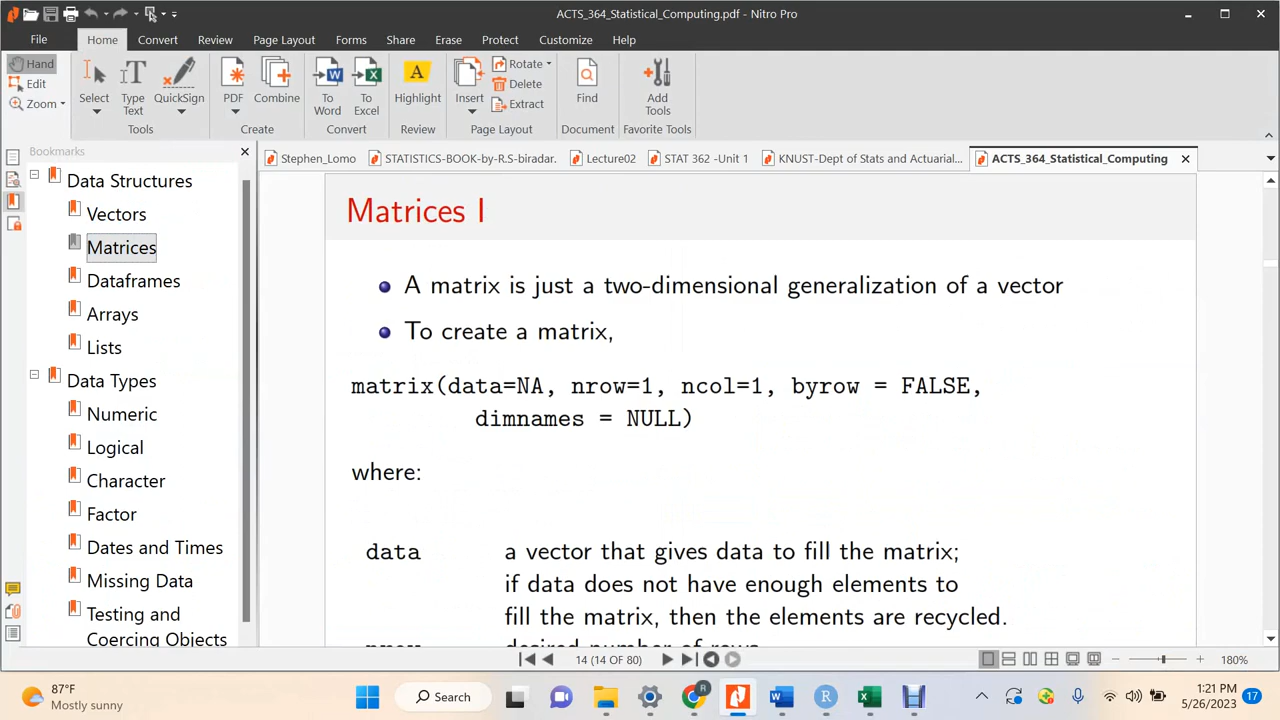 ACTS_364_Statistical_Computing.pdf - Nitro Pro
File Home Convert Review Page Layout Forms Share Erase Protect Customize Help
Hand
Edit
Zoom
Select
Type Text
QuickSign
Tools
PDF
Combine
Create
To Word
To Excel
Convert
Highlight
Review
Insert
Rotate
Delete
Extract
Page Layout
Find
Document
Add Tools
Favorite Tools
Bookmarks
Stephen_Lomo
STATISTICS-BOOK-by-R.S-biradar.
Lecture02
STAT 362 -Unit 1
KNUST-Dept of Stats and Actuarial...
ACTS_364_Statistical_Computing
Data Structures
Vectors
Matrices
Dataframes
Arrays
Lists
Data Types
Numeric
Logical
Character
Factor
Dates and Times
Missing Data
Testing and
Coercing Objects
Matrices I
A matrix is just a two-dimensional generalization of a vector
To create a matrix,
matrix(data=NA, nrow=1, ncol=1, byrow = FALSE,
dimnames = NULL)
where:
data a vector that gives data to fill the matrix;
if data does not have enough elements to
fill the matrix, then the elements are recycled.
nrow desired number of rows
14 (14 OF 80)
180%
87°F
Mostly sunny
Search
1:21 PM
5/26/2023
17